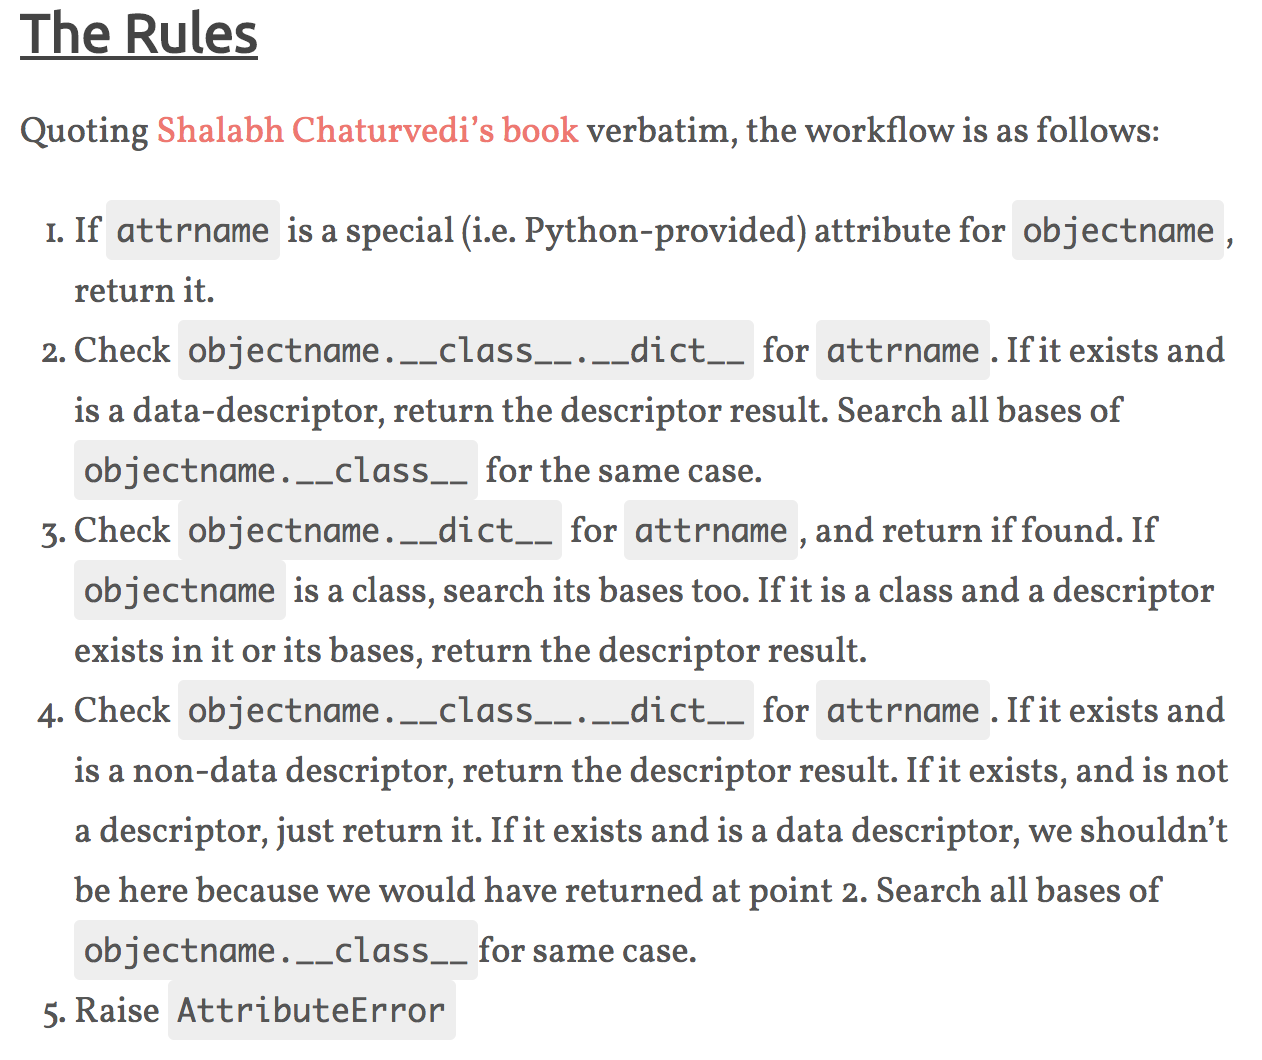 The Rules
Quoting Shalabh Chaturvedi’s book verbatim, the workflow is as follows:
1. If attrname is a special (i.e. Python-provided) attribute for objectname ,
return it.
2. Check objectname.__class__.__dict__ for attrname . If it exists and
is a data-descriptor, return the descriptor result. Search all bases of
objectname.__class__ for the same case.
3. Check objectname.__dict__ for attrname , and return if found. If
objectname is a class, search its bases too. If it is a class and a descriptor
exists in it or its bases, return the descriptor result.
4. Check objectname.__class__.__dict__ for attrname . If it exists and
is a non-data descriptor, return the descriptor result. If it exists, and is not
a descriptor, just return it. If it exists and is a data descriptor, we shouldn’t
be here because we would have returned at point 2. Search all bases of
objectname.__class__ for same case.
5. Raise AttributeError